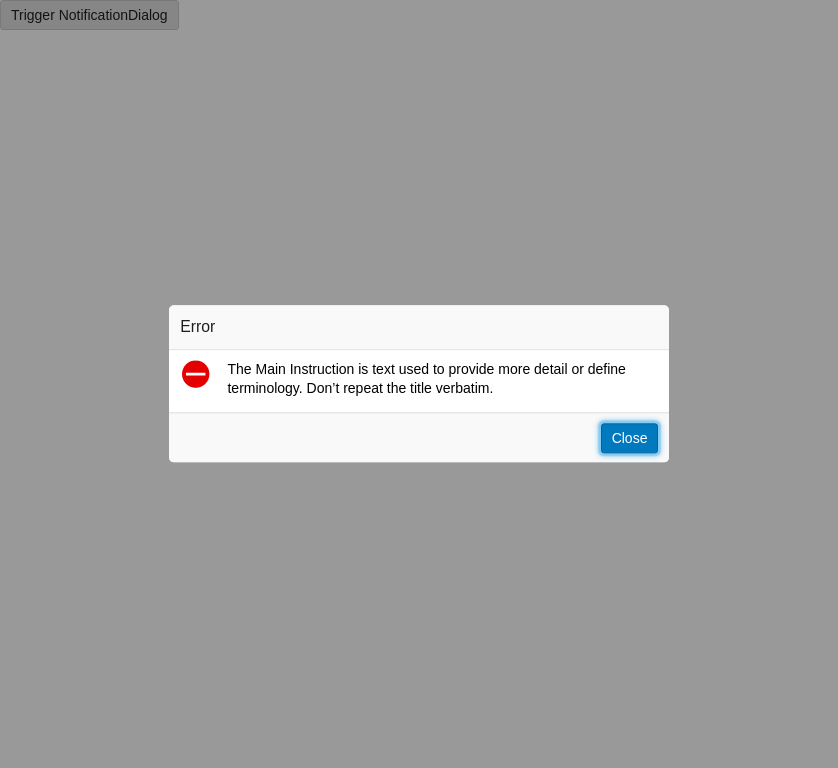 Trigger NotificationDialog
Error
The Main Instruction is text used to provide more detail or define
terminology. Don’t repeat the title verbatim.
Close